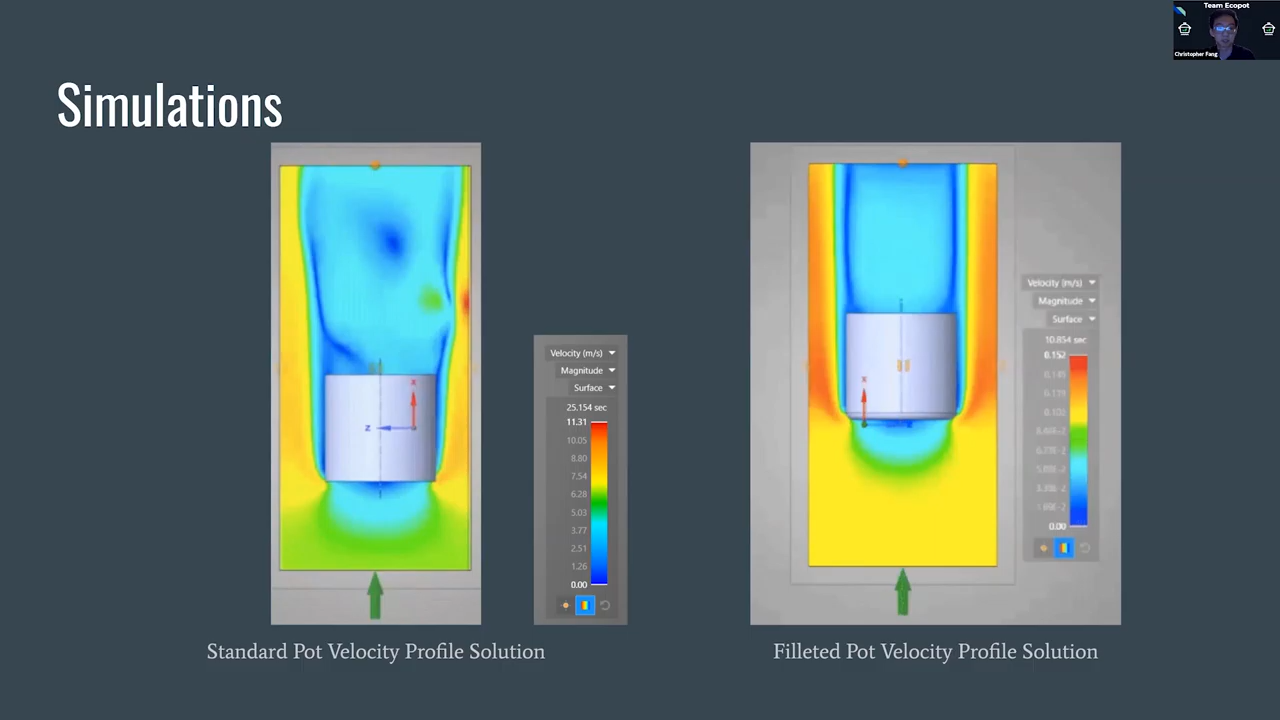 Team Ecopot
Christopher Fang
Simulations
Velocity (m/s)
Magnitude
Surface
25.154 sec
11.31
10.05
8.80
7.54
6.28
5.03
3.77
2.51
1.26
0.00
x
z
Standard Pot Velocity Profile Solution
Velocity (m/s)
Magnitude
Surface
10.854 sec
0.152
0.00
x
Filleted Pot Velocity Profile Solution